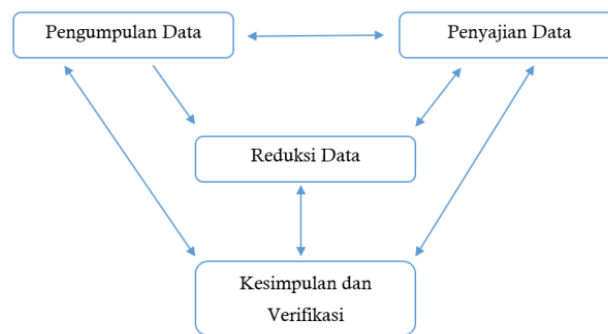 Pengumpulan Data
Penyajian Data
Reduksi Data
Kesimpulan dan
Verifikasi